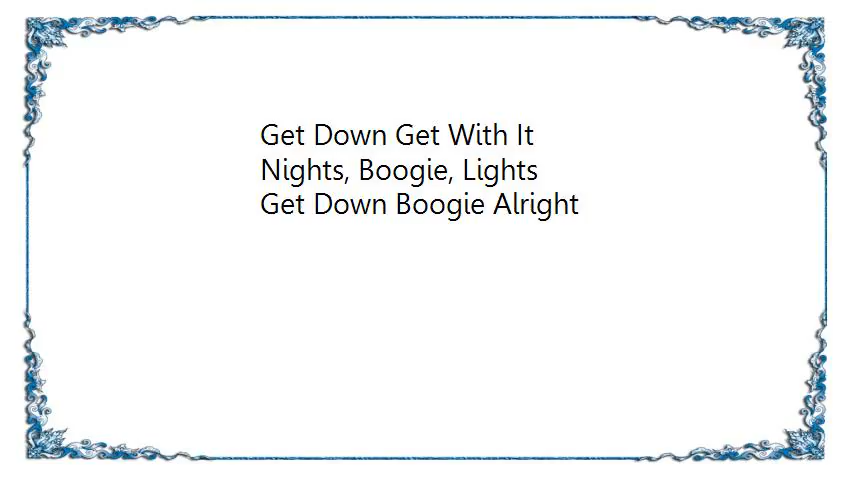 Get Down Get With It
Nights, Boogie, Lights
Get Down Boogie Alright